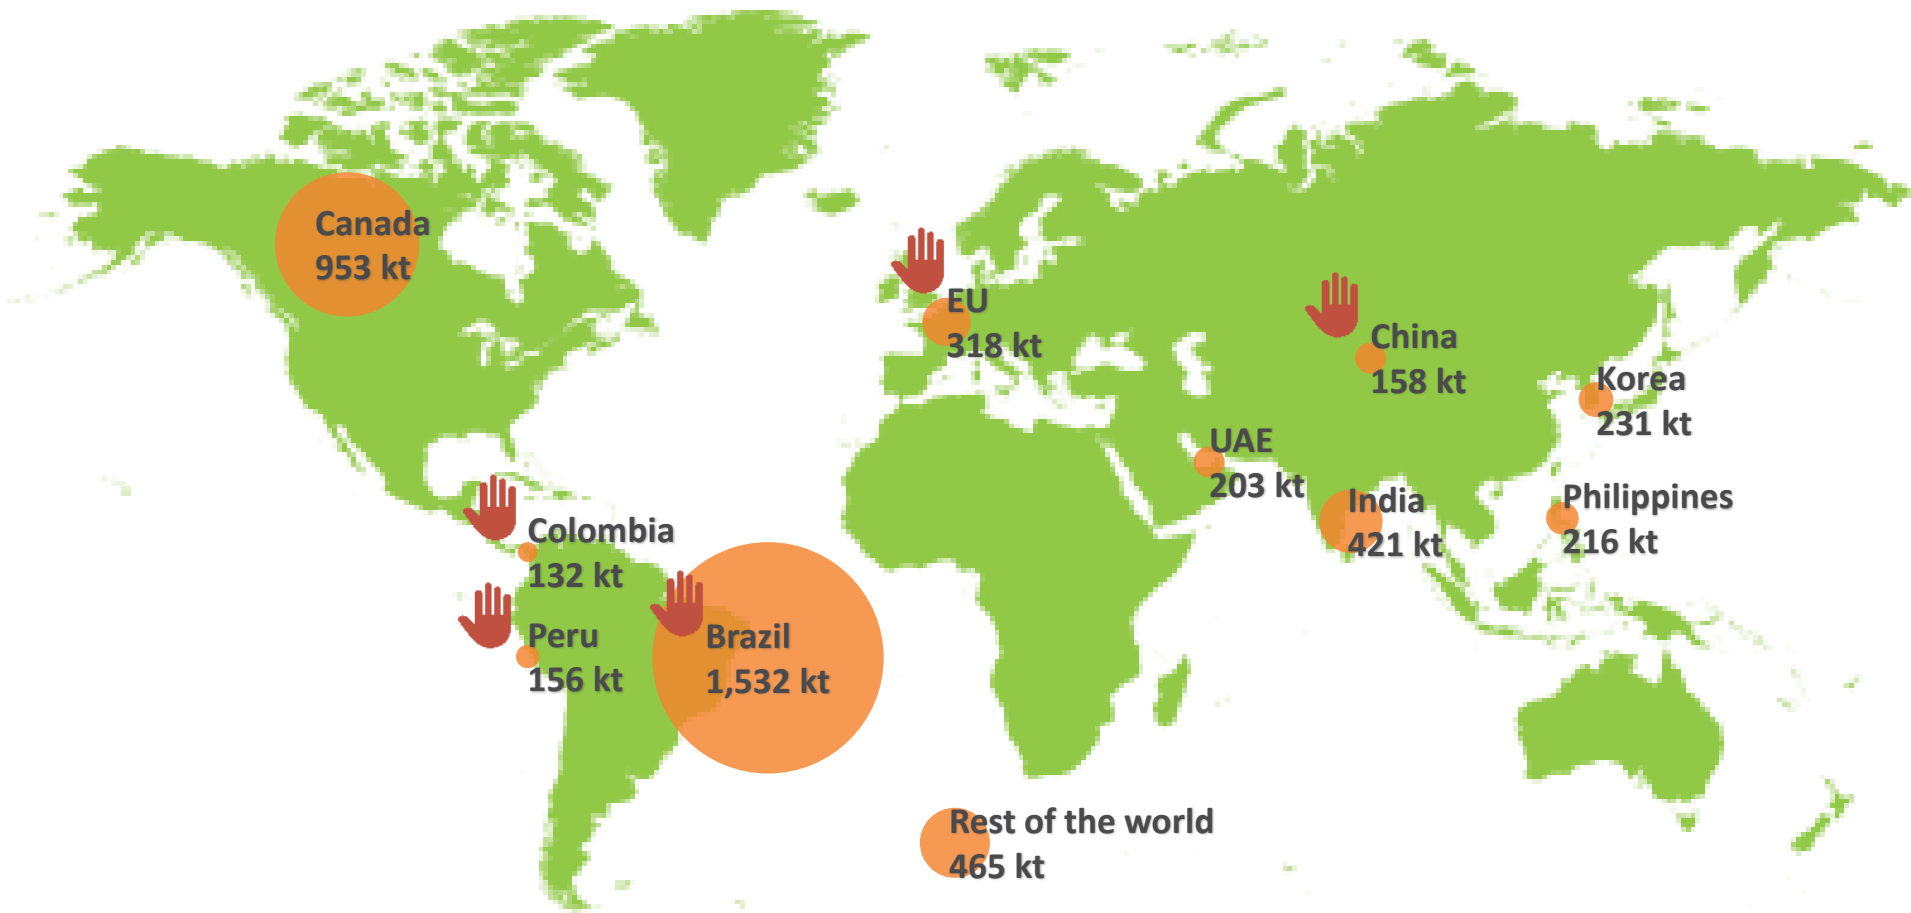 Canada
953 kt
EU
318 kt
China
158 kt
Korea
231 kt
UAE
203 kt
India
421 kt
Philippines
216 kt
Colombia
132 kt
Peru
156 kt
Brazil
1,532 kt
Rest of the world
465 kt